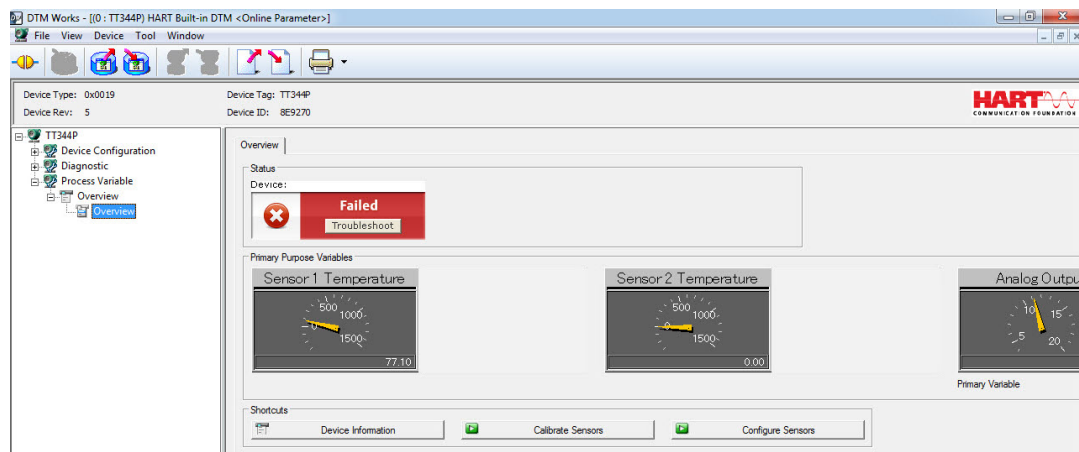 DTM Works - [(0 : TT344P) HART Built-in DTM <Online Parameter>]
File View Device Tool Window
Device Type: 0x0019
Device Tag: TT344P
Device Rev: 5
Device ID: 8E9270
HART
COMMUNICATION FOUNDATION
TT344P
Device Configuration
Diagnostic
Process Variable
Overview
Overview
Overview
Status
Device:
Failed
Troubleshoot
Primary Purpose Variables
Sensor 1 Temperature
0 500 1000 1500
77.10
Sensor 2 Temperature
0 500 1000 1500
0.00
Analog Outpu
5 10 15 20
Primary Variable
Shortcuts
Device Information
Calibrate Sensors
Configure Sensors